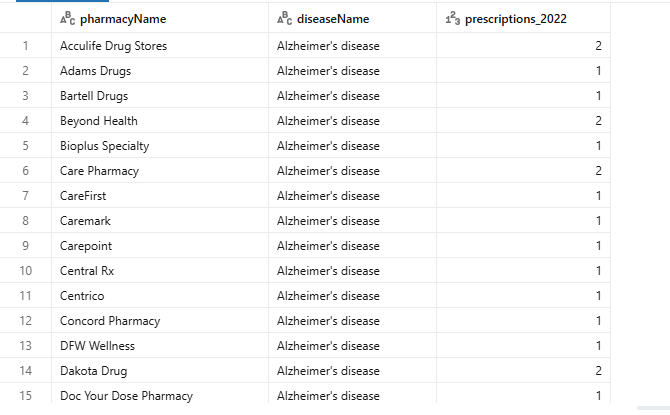 ABC pharmacyName ABC diseaseName 123 prescriptions_2022
1 Acculife Drug Stores Alzheimer's disease 2
2 Adams Drugs Alzheimer's disease 1
3 Bartell Drugs Alzheimer's disease 1
4 Beyond Health Alzheimer's disease 2
5 Bioplus Specialty Alzheimer's disease 1
6 Care Pharmacy Alzheimer's disease 2
7 CareFirst Alzheimer's disease 1
8 Caremark Alzheimer's disease 1
9 Carepoint Alzheimer's disease 1
10 Central Rx Alzheimer's disease 1
11 Centrico Alzheimer's disease 1
12 Concord Pharmacy Alzheimer's disease 1
13 DFW Wellness Alzheimer's disease 1
14 Dakota Drug Alzheimer's disease 2
15 Doc Your Dose Pharmacy Alzheimer's disease 1